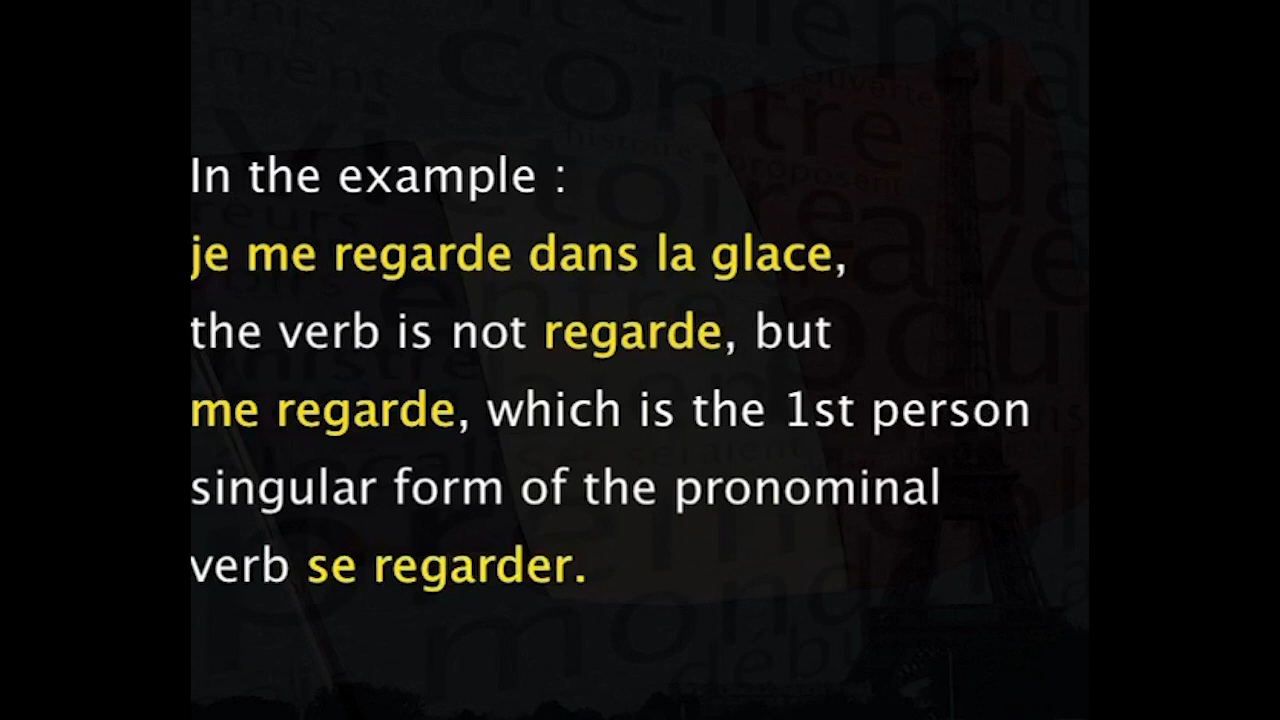 In the example :
je me regarde dans la glace,
the verb is not regarde, but
me regarde, which is the 1st person
singular form of the pronominal
verb se regarder.